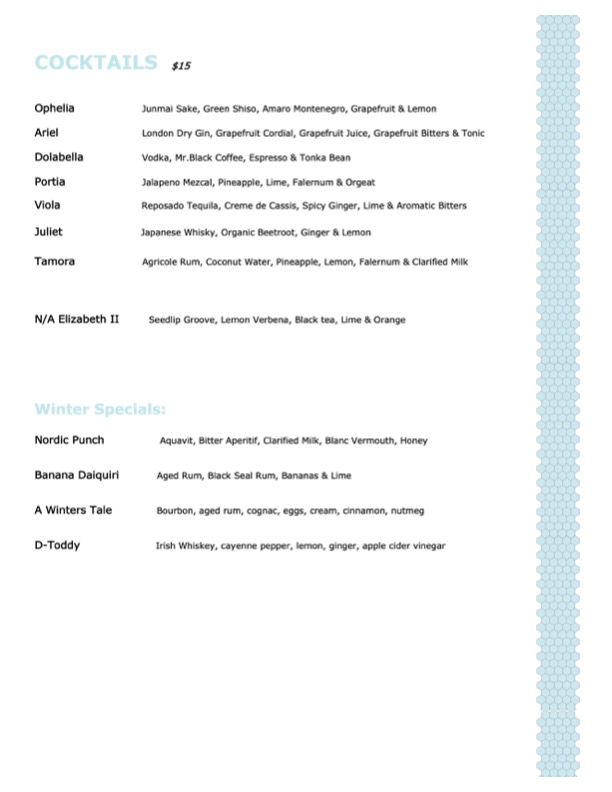 COCKTAILS $15
Ophelia Junmai Sake, Green Shiso, Amaro Montenegro, Grapefruit & Lemon
Ariel London Dry Gin, Grapefruit Cordial, Grapefruit Juice, Grapefruit Bitters & Tonic
Dolabella Vodka, Mr.Black Coffee, Espresso & Tonka Bean
Portia Jalapeno Mezcal, Pineapple, Lime, Falernum & Orgeat
Viola Reposado Tequila, Creme de Cassis, Spicy Ginger, Lime & Aromatic Bitters
Juliet Japanese Whisky, Organic Beetroot, Ginger & Lemon
Tamora Agricole Rum, Coconut Water, Pineapple, Lemon, Falernum & Clarified Milk
N/A Elizabeth II Seedlip Groove, Lemon Verbena, Black tea, Lime & Orange
Winter Specials:
Nordic Punch Aquavit, Bitter Aperitif, Clarified Milk, Blanc Vermouth, Honey
Banana Daiquiri Aged Rum, Black Seal Rum, Bananas & Lime
A Winters Tale Bourbon, aged rum, cognac, eggs, cream, cinnamon, nutmeg
D-Toddy Irish Whiskey, cayenne pepper, lemon, ginger, apple cider vinegar